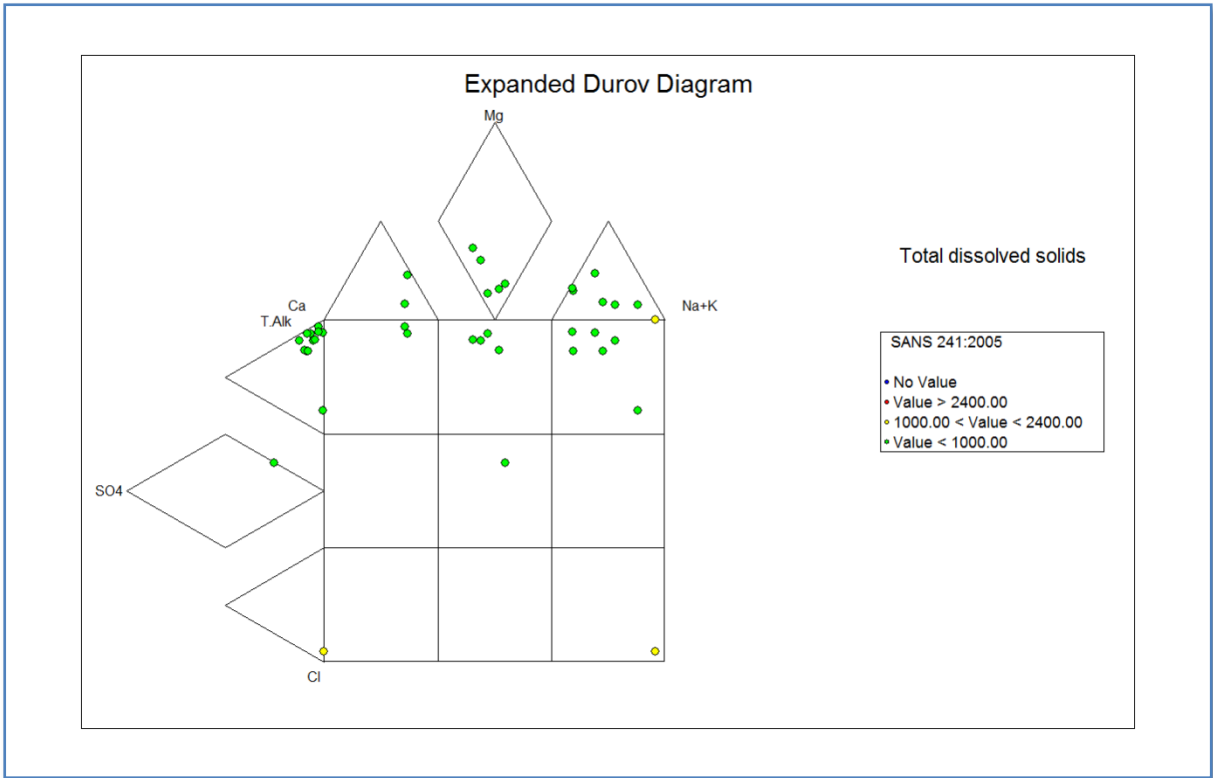 Expanded Durov Diagram
Mg
Total dissolved solids
Ca
Na+K
T.Alk
SANS 241:2005
No Value
Value > 2400.00
1000.00 < Value < 2400.00
Value < 1000.00
SO4
Cl